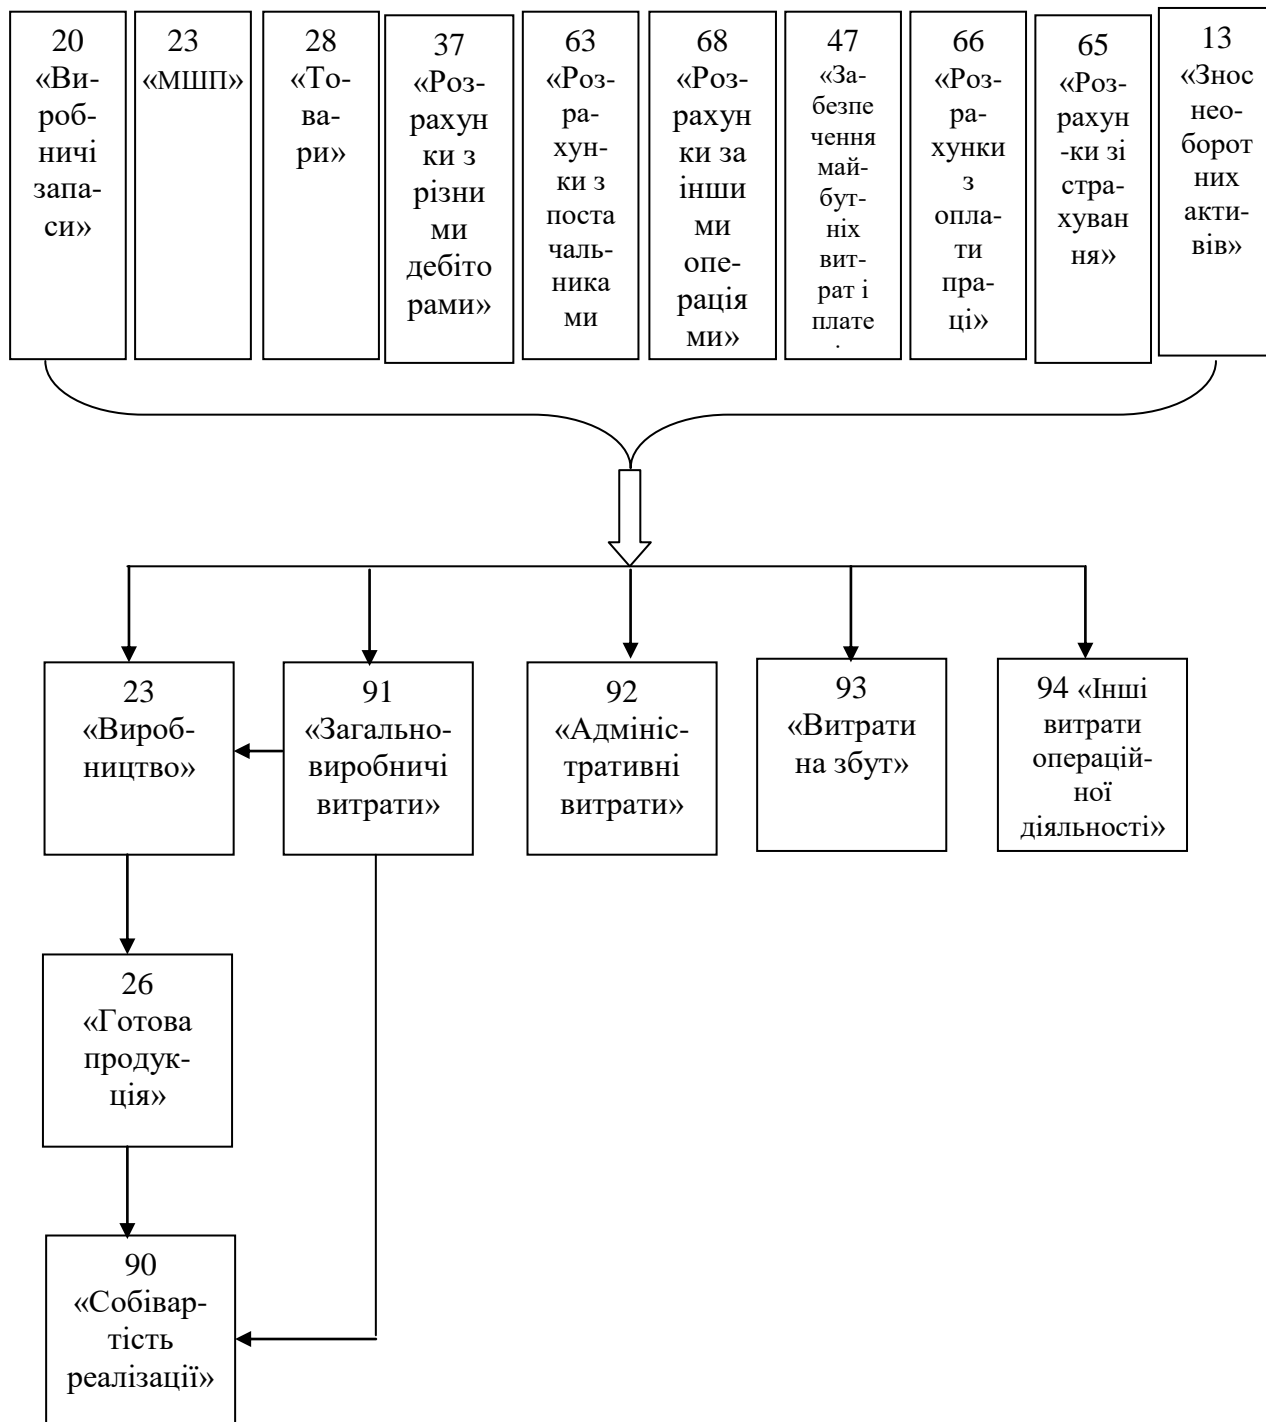 20
«Ви-
роб-
ничі
запа-
си»
23
«МШП»
28
«То-
ва-
ри»
37
«Роз-
рахун
ки з
різни
ми
дебіто
рами»
63
«Роз-
ра-
хун-
ки з
поста
чаль-
ника
ми
68
«Роз-
рахун
ки за
інши
ми
опе-
рація
ми»
47
«За-
безпе
чення
май-
бут-
ніх
вит-
рат і
плате
66
«Роз-
ра-
хунки
з
опла-
ти
пра-
ці»
65
«Роз-
рахун
-ки зі
стра-
хуван
ня»
13
«Знос
нео-
борот
них
акти-
вів»
23
«Вироб-
ництво»
91
«Загально-
виробничі
витрати»
92
«Адмініс-
тративні
витрати»
93
«Витрати
на збут»
94 «Інші
витрати
операцій-
ної
діяльності»
26
«Готова
продук-
ція»
90
«Собівар-
тість
реалізації»